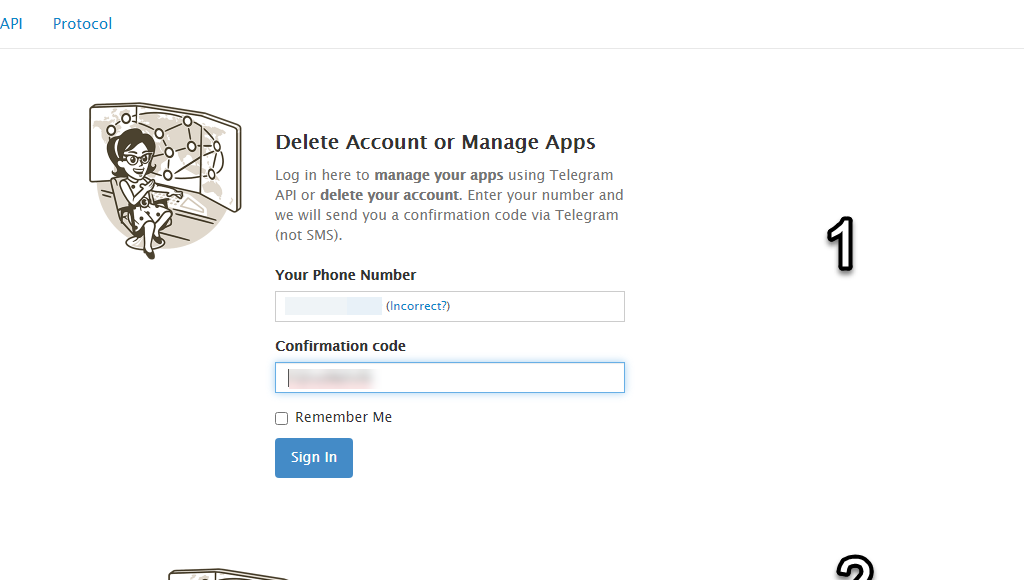 API Protocol
Delete Account or Manage Apps
Log in here to manage your apps using Telegram
API or delete your account. Enter your number and
we will send you a confirmation code via Telegram
(not SMS).
1
Your Phone Number
(Incorrect?)
Confirmation code
Remember Me
Sign In
2